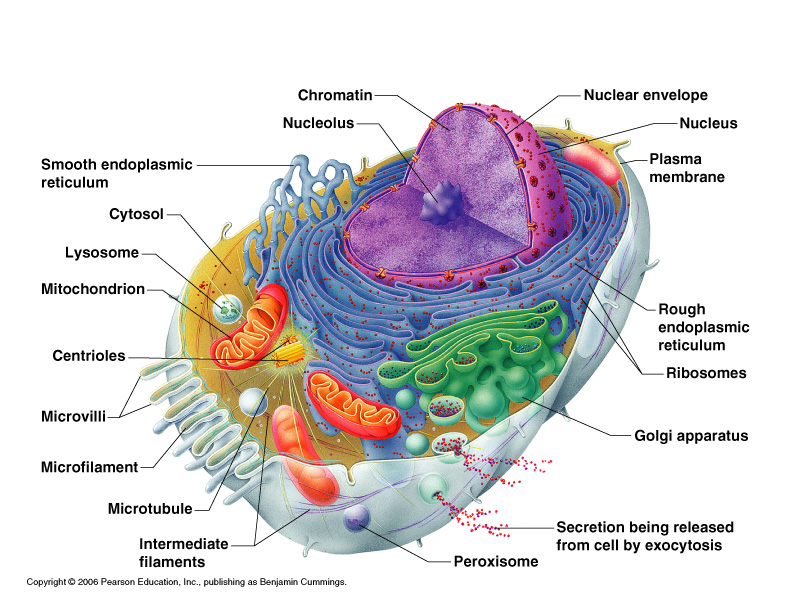 Chromatin
Nuclear envelope
Nucleolus
Nucleus
Smooth endoplasmic
reticulum
Plasma
membrane
Cytosol
Lysosome
Mitochondrion
Rough
endoplasmic
reticulum
Centrioles
Ribosomes
Microvilli
Golgi apparatus
Microfilament
Microtubule
Secretion being released
from cell by exocytosis
Intermediate
filaments
Peroxisome
Copyright © 2006 Pearson Education, Inc., publishing as Benjamin Cummings.